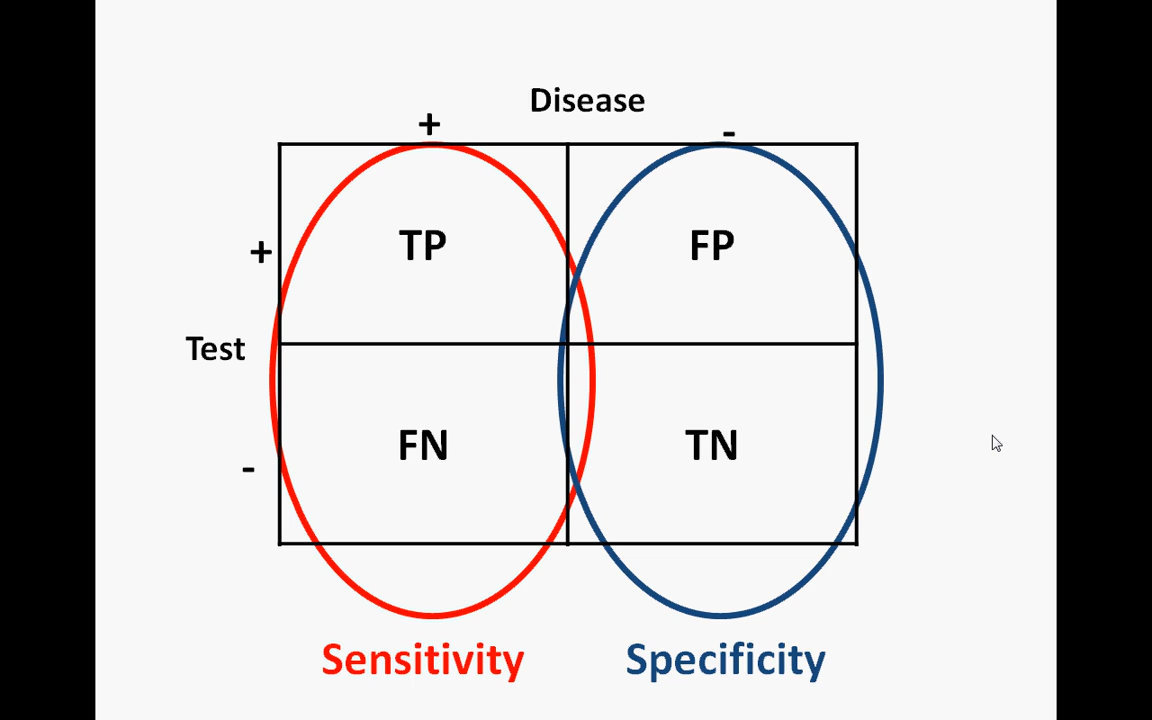 Disease
+ -
+ TP FP
Test
- FN TN
Sensitivity Specificity